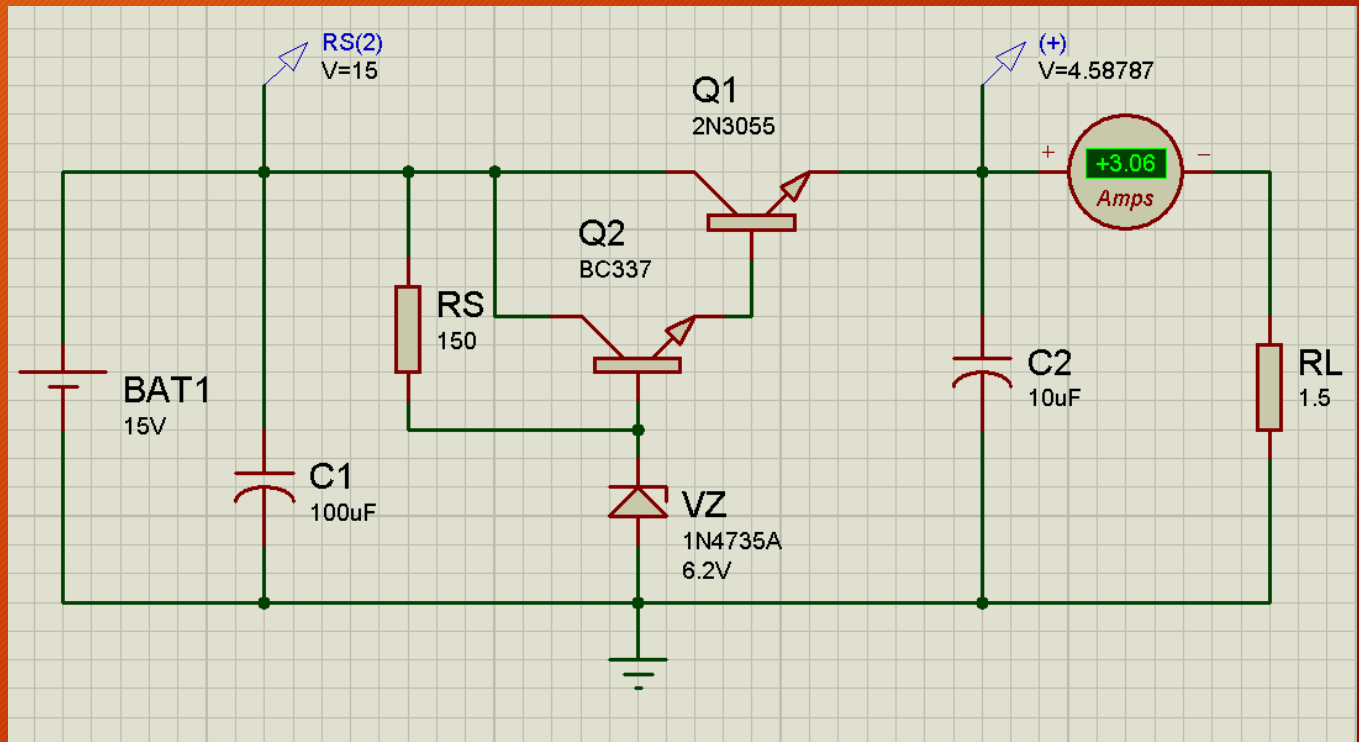 RS(2)
V=15
(+)
V=4.58787
Q1
2N3055
+ +3.06 −
Amps
Q2
BC337
RS
150
BAT1
15V
C1
100uF
VZ
1N4735A
6.2V
C2
10uF
RL
1.5